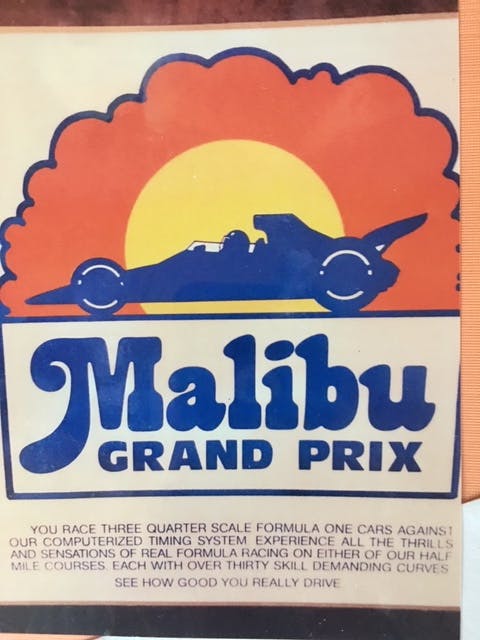 Malibu
GRAND PRIX
YOU RACE THREE QUARTER SCALE FORMULA ONE CARS AGAINST
OUR COMPUTERIZED TIMING SYSTEM EXPERIENCE ALL THE THRILLS
AND SENSATIONS OF REAL FORMULA RACING ON EITHER OF OUR HALF
MILE COURSES. EACH WITH OVER THIRTY SKILL DEMANDING CURVES
SEE HOW GOOD YOU REALLY DRIVE